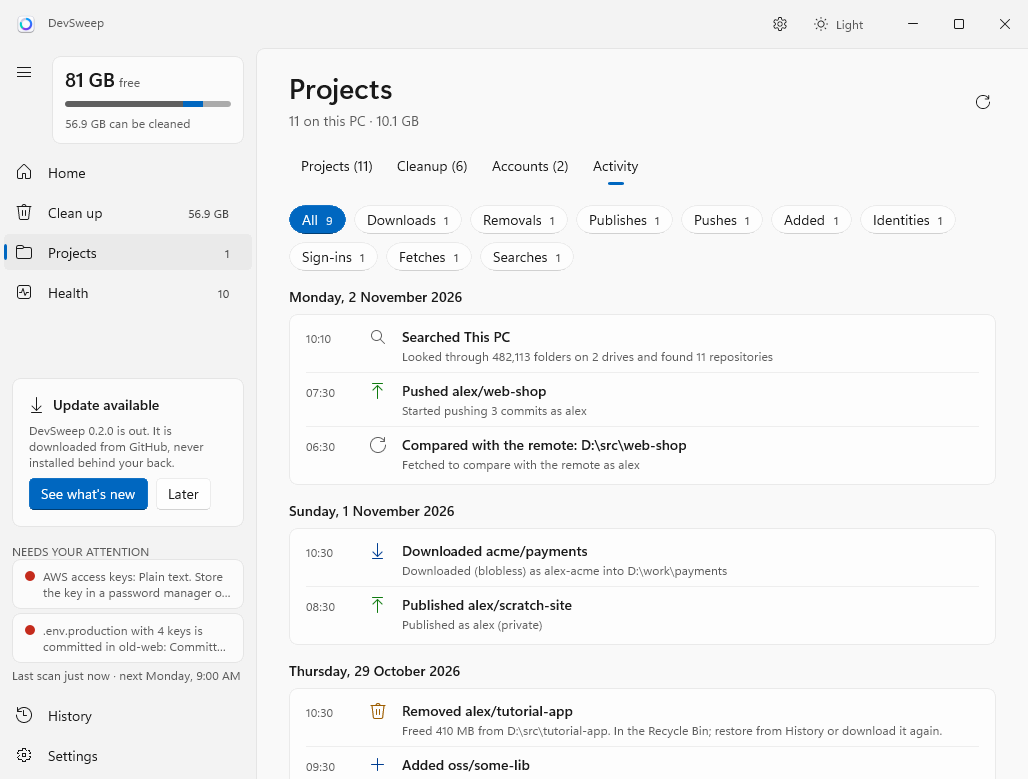 DevSweep
Light
81 GB free
56.9 GB can be cleaned
Home
Clean up 56.9 GB
Projects 1
Health 10
Update available
DevSweep 0.2.0 is out. It is
downloaded from GitHub, never
installed behind your back.
See what's new
Later
NEEDS YOUR ATTENTION
AWS access keys: Plain text. Store
the key in a password manager o...
.env.production with 4 keys is
committed in old-web: Committ...
Last scan just now · next Monday, 9:00 AM
History
Settings
Projects
11 on this PC · 10.1 GB
Projects (11) Cleanup (6) Accounts (2) Activity
All 9 Downloads 1 Removals 1 Publishes 1 Pushes 1 Added 1 Identities 1
Sign-ins 1 Fetches 1 Searches 1
Monday, 2 November 2026
10:10 Searched This PC
Looked through 482,113 folders on 2 drives and found 11 repositories
07:30 Pushed alex/web-shop
Started pushing 3 commits as alex
06:30 Compared with the remote: D:\src\web-shop
Fetched to compare with the remote as alex
Sunday, 1 November 2026
10:30 Downloaded acme/payments
Downloaded (blobless) as alex-acme into D:\work\payments
08:30 Published alex/scratch-site
Published as alex (private)
Thursday, 29 October 2026
10:30 Removed alex/tutorial-app
Freed 410 MB from D:\src\tutorial-app. In the Recycle Bin; restore from History or download it again.
09:30 Added oss/some-lib